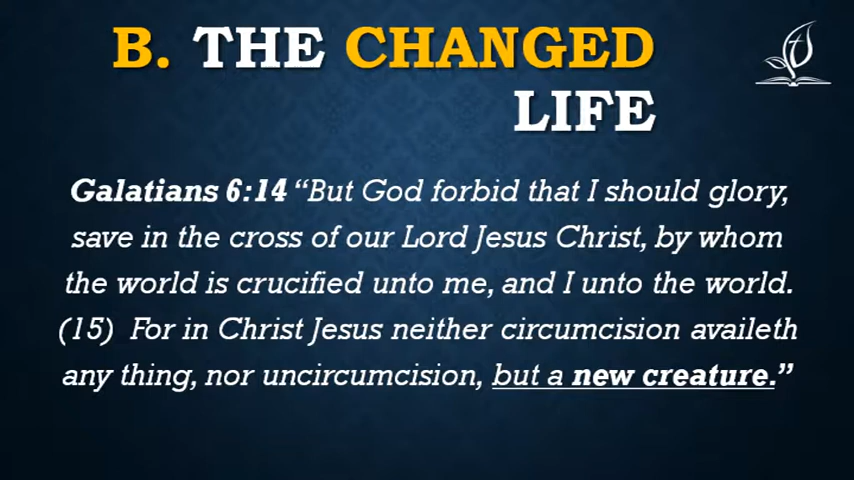 B. THE CHANGED
LIFE
Galatians 6:14 “But God forbid that I should glory,
save in the cross of our Lord Jesus Christ, by whom
the world is crucified unto me, and I unto the world.
(15) For in Christ Jesus neither circumcision availeth
any thing, nor uncircumcision, but a new creature.”